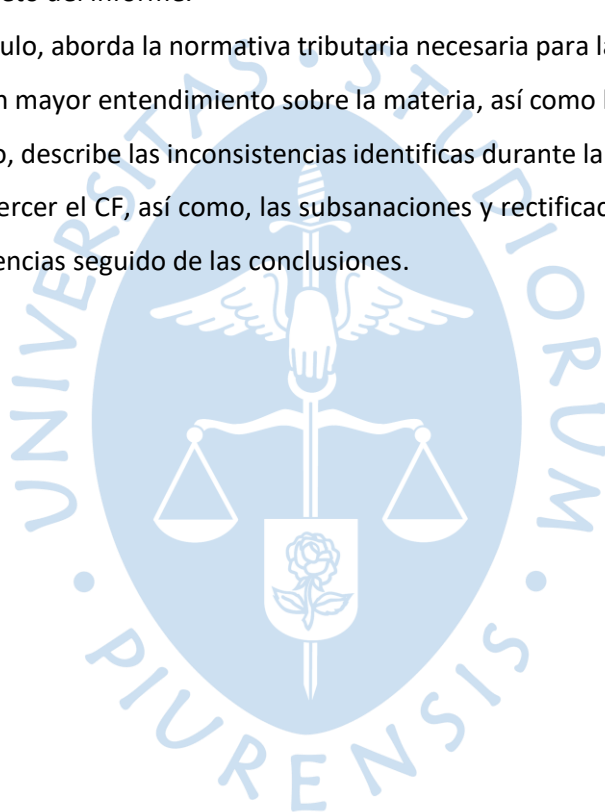 ulo, aborda la normativa tributaria necesaria para la
n mayor entendimiento sobre la materia, así como
o, describe las inconsistencias identificas durante la
ercer el CF, así como, las subsanaciones y rectificac
encias seguido de las conclusiones.
UNIVERSITAS • STUDIORUM • PIURENSIS •